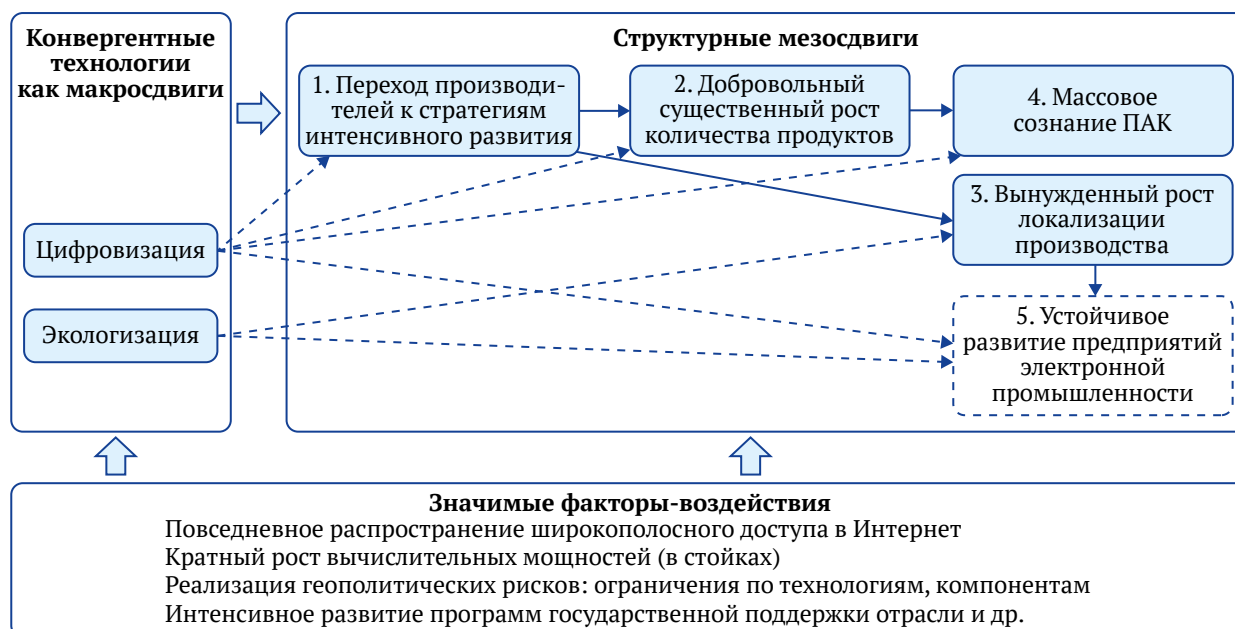 Конвергентные
технологии
как макросдвиги
Цифровизация
Экологизация
Структурные мезосдвиги
1. Переход производи-
телей к стратегиям
интенсивного развития
2. Добровольный
существенный рост
количества продуктов
4. Массовое
сознание ПАК
3. Вынужденный рост
локализации
производства
5. Устойчивое
развитие предприятий
электронной
промышленности
Значимые факторы-воздействия
Повседневное распространение широкополосного доступа в Интернет
Кратный рост вычислительных мощностей (в стойках)
Реализация геополитических рисков: ограничения по технологиям, компонентам
Интенсивное развитие программ государственной поддержки отрасли и др.